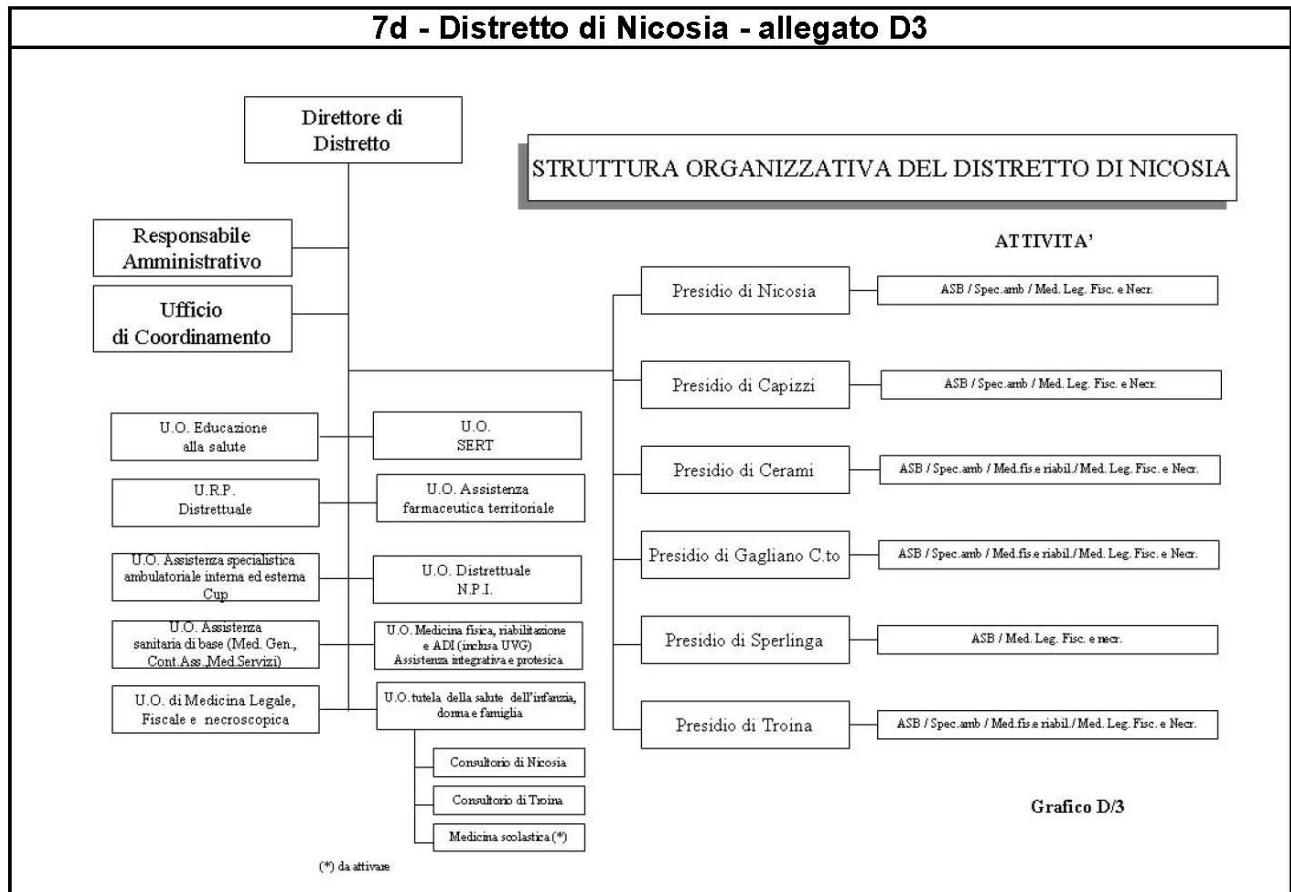 7d - Distretto di Nicosia - allegato D3
Direttore di
Distretto
STRUTTURA ORGANIZZATIVA DEL DISTRETTO DI NICOSIA
Responsabile
Amministrativo
Ufficio
di Coordinamento
ATTIVITA'
Presidio di Nicosia
ASB / Spec.amb / Med. Leg. Fisc. e Necr.
Presidio di Capizzi
ASB / Spec.amb / Med. Leg. Fisc. e Necr.
Presidio di Cerami
ASB / Spec.amb / Med.fis.e riabil./ Med. Leg. Fisc. e Necr.
Presidio di Gagliano C.to
ASB / Spec.amb / Med.fis.e riabil./ Med. Leg. Fisc. e Necr.
Presidio di Sperlinga
ASB / Med. Leg. Fisc. e necr.
Presidio di Troina
ASB / Spec.amb / Med.fis.e riabil./ Med. Leg. Fisc. e Necr.
U.O. Educazione
alla salute
U.O.
SERT
U.R.P.
Distrettuale
U.O. Assistenza
farmaceutica territoriale
U.O. Assistenza specialistica
ambulatoriale interna ed esterna
Cup
U.O. Distrettuale
N.P.I.
U.O. Assistenza
sanitaria di base (Med. Gen.,
Cont.Ass.,Med.Servizi)
U.O. Medicina fisica, riabilitazione
e ADI (inclusa UVG)
Assistenza integrativa e protesica
U.O. di Medicina Legale,
Fiscale e necroscopica
U.O. tutela della salute dell'infanzia,
donna e famiglia
Consultorio di Nicosia
Consultorio di Troina
Medicina scolastica (*)
(*) da attivare
Grafico D/3